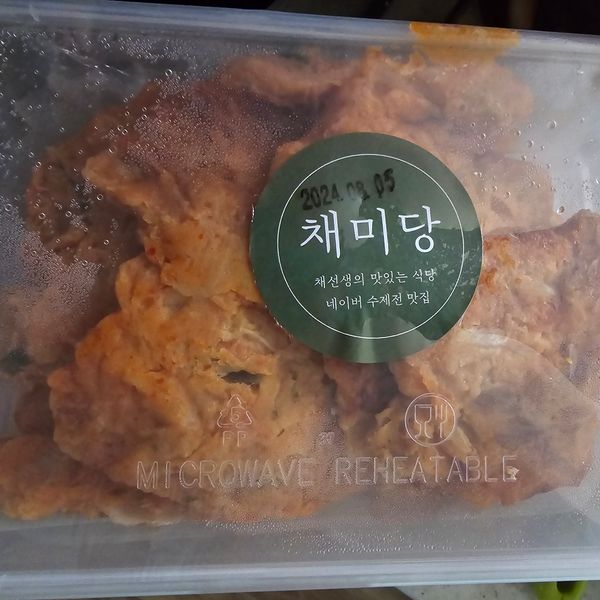 2024.08.05
채미당
채선생의 맛있는 식탕
네이버 수제전 맛집
5
PP
MICROWAVE REHEATABLE